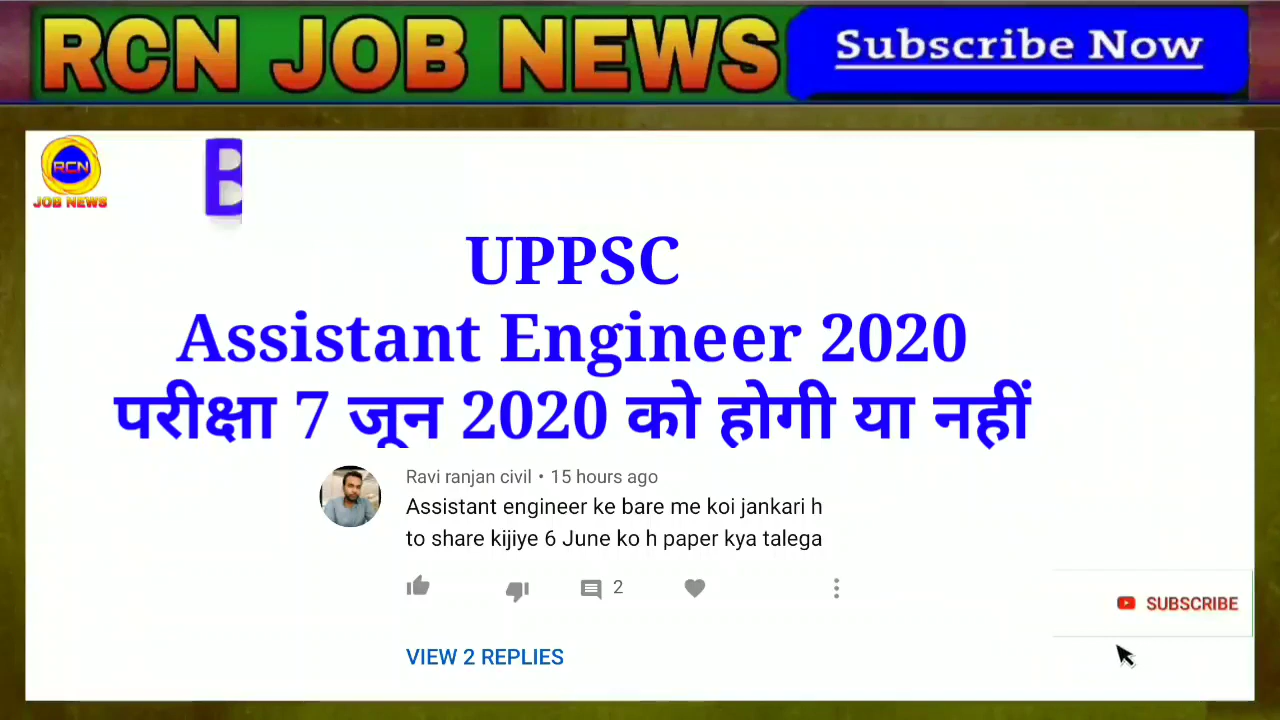 RCN JOB NEWS
Subscribe Now
RCN
JOB NEWS
B
UPPSC
Assistant Engineer 2020
परीक्षा 7 जून 2020 को होगी या नहीं
Ravi ranjan civil • 15 hours ago
Assistant engineer ke bare me koi jankari h
to share kijiye 6 June ko h paper kya talega
2
VIEW 2 REPLIES
SUBSCRIBE